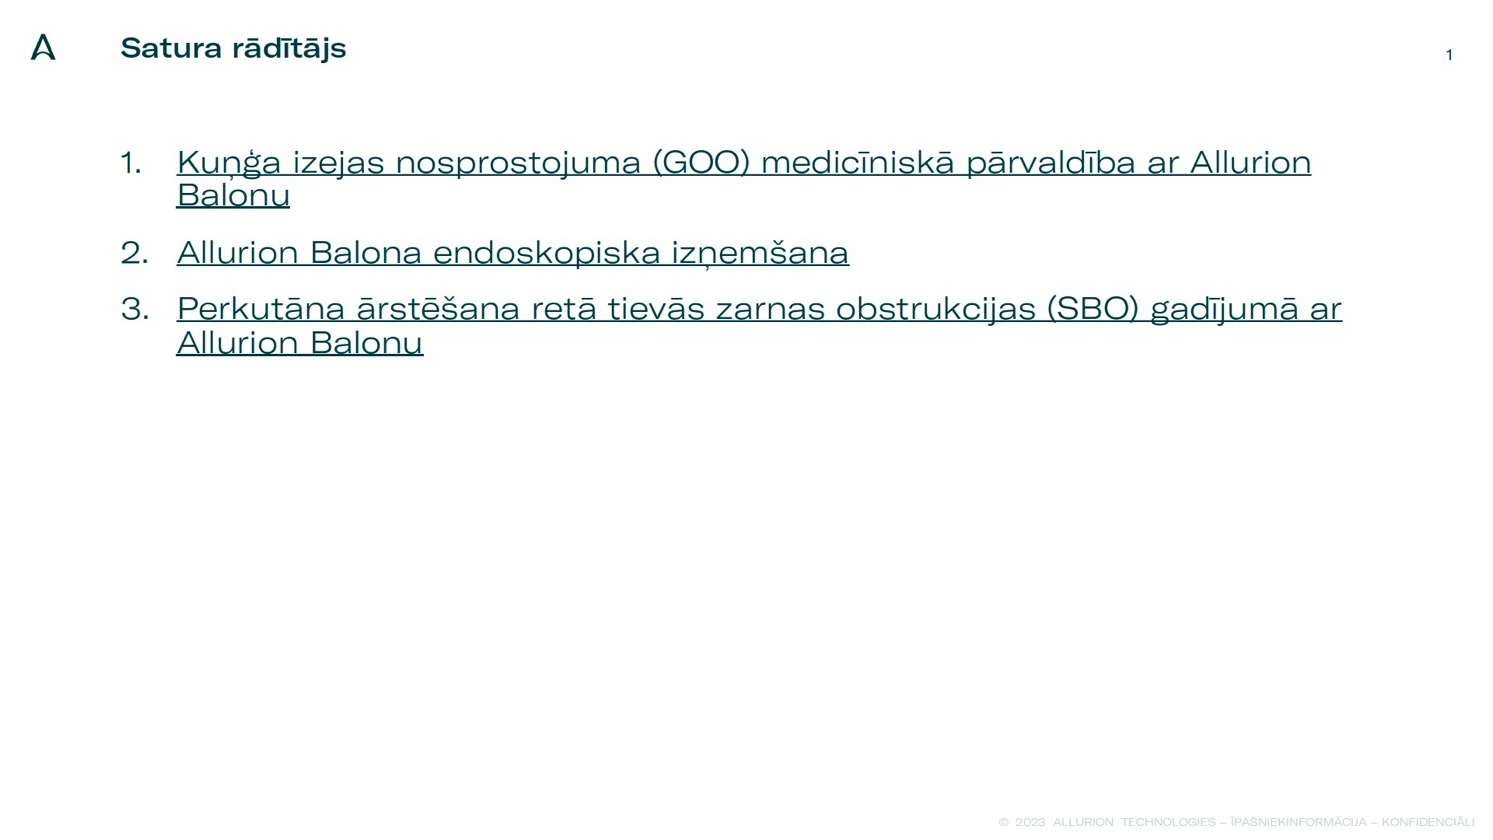 Satura rādītājs
1
1. Kuņģa izejas nosprostojuma (GOO) medicīniskā pārvaldība ar Allurion
Balonu
2. Allurion Balona endoskopiska izņemšana
3. Perkutāna ārstēšana retā tievās zarnas obstrukcijas (SBO) gadījumā ar
Allurion Balonu
© 2023 ALLURION TECHNOLOGIES – ĪPAŠNIEKINFORMĀCIJA – KONFIDENCIĀLI